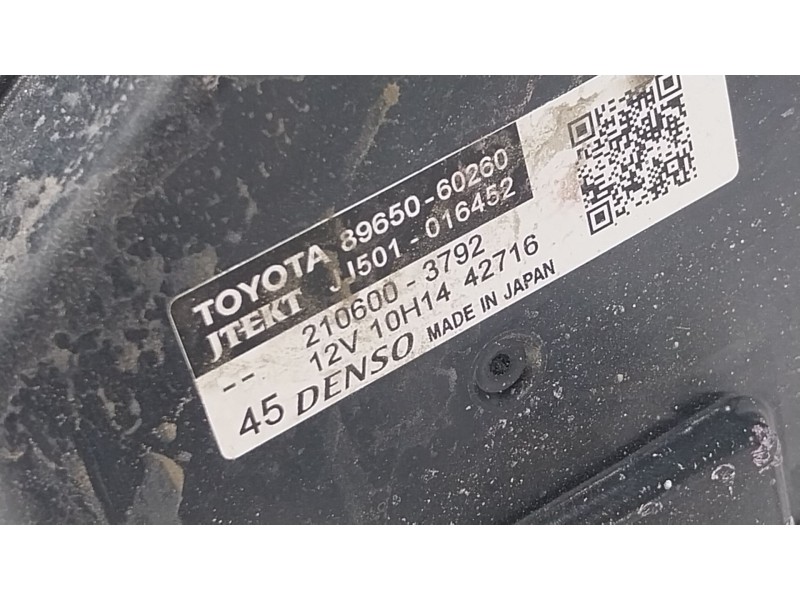 TOYOTA 89650-60260
JTEKT JJ501-016452
210600-3792
-- 12V 10H14 42716
45 DENSO MADE IN JAPAN